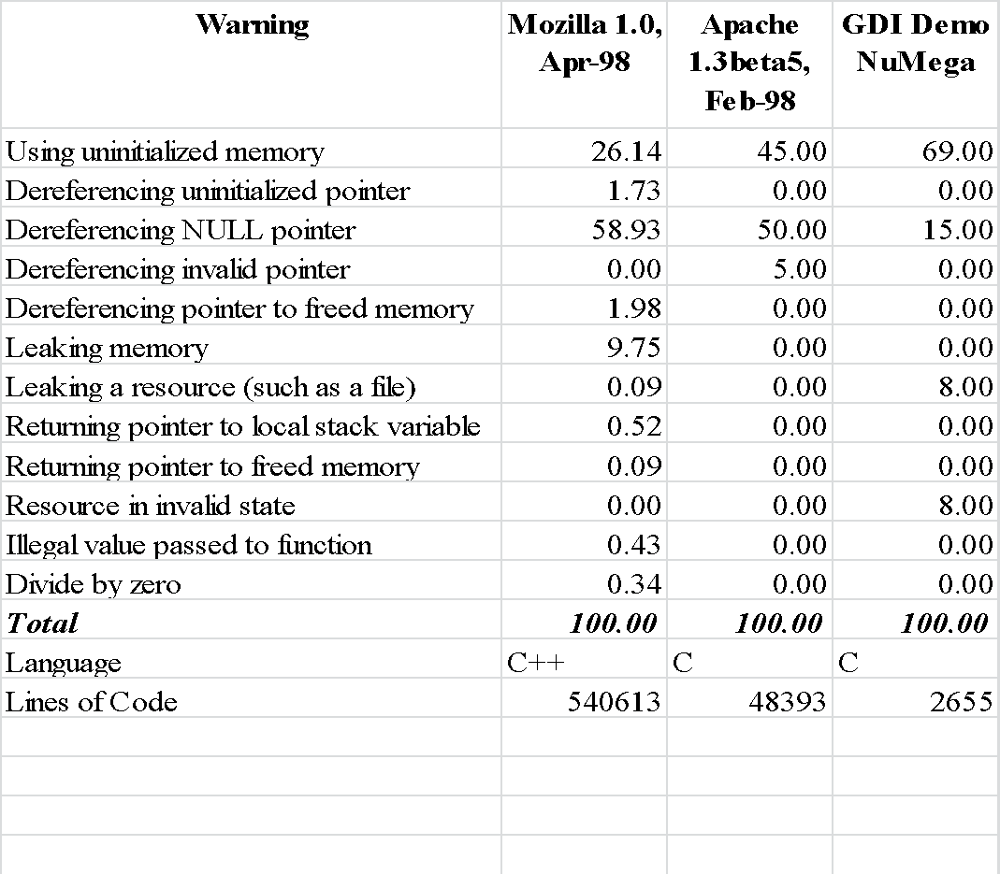 Warning Mozilla 1.0, Apr-98 Apache 1.3beta5, Feb-98 GDI Demo NuMega
Using uninitialized memory 26.14 45.00 69.00
Dereferencing uninitialized pointer 1.73 0.00 0.00
Dereferencing NULL pointer 58.93 50.00 15.00
Dereferencing invalid pointer 0.00 5.00 0.00
Dereferencing pointer to freed memory 1.98 0.00 0.00
Leaking memory 9.75 0.00 0.00
Leaking a resource (such as a file) 0.09 0.00 8.00
Returning pointer to local stack variable 0.52 0.00 0.00
Returning pointer to freed memory 0.09 0.00 0.00
Resource in invalid state 0.00 0.00 8.00
Illegal value passed to function 0.43 0.00 0.00
Divide by zero 0.34 0.00 0.00
Total 100.00 100.00 100.00
Language C++ C C
Lines of Code 540613 48393 2655